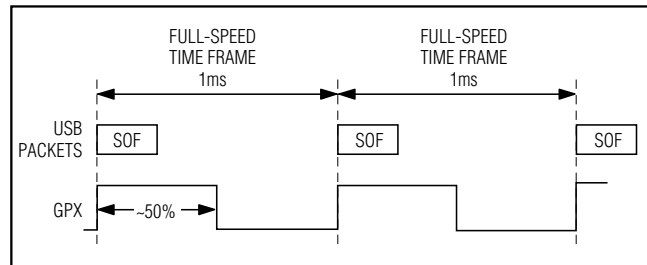 FULL-SPEED
TIME FRAME
1ms
FULL-SPEED
TIME FRAME
1ms
USB
PACKETS
SOF
SOF
SOF
GPX
~50%